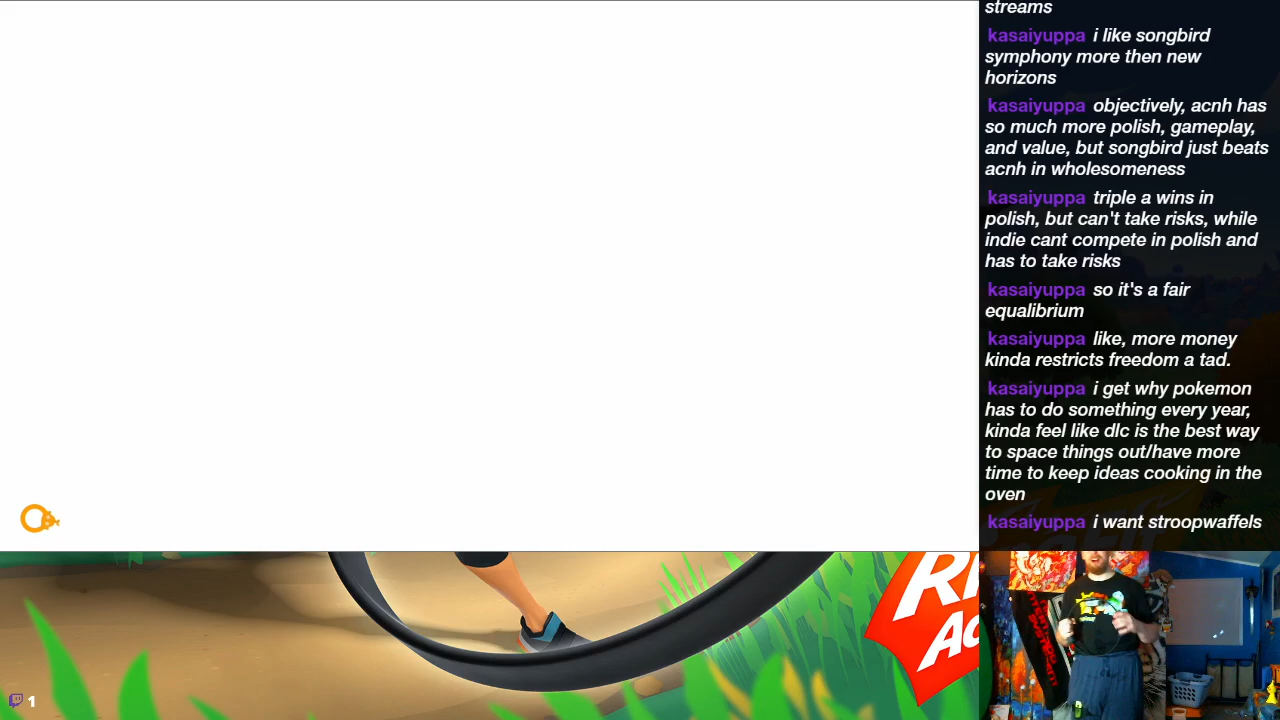 streams
kasaiyuppa i like songbird
symphony more then new
horizons
kasaiyuppa objectively, acnh has
so much more polish, gameplay,
and value, but songbird just beats
acnh in wholesomeness
kasaiyuppa triple a wins in
polish, but can't take risks, while
indie cant compete in polish and
has to take risks
kasaiyuppa so it's a fair
equalibrium
kasaiyuppa like, more money
kinda restricts freedom a tad.
kasaiyuppa i get why pokemon
has to do something every year,
kinda feel like dlc is the best way
to space things out/have more
time to keep ideas cooking in the
oven
kasaiyuppa i want stroopwaffels
1